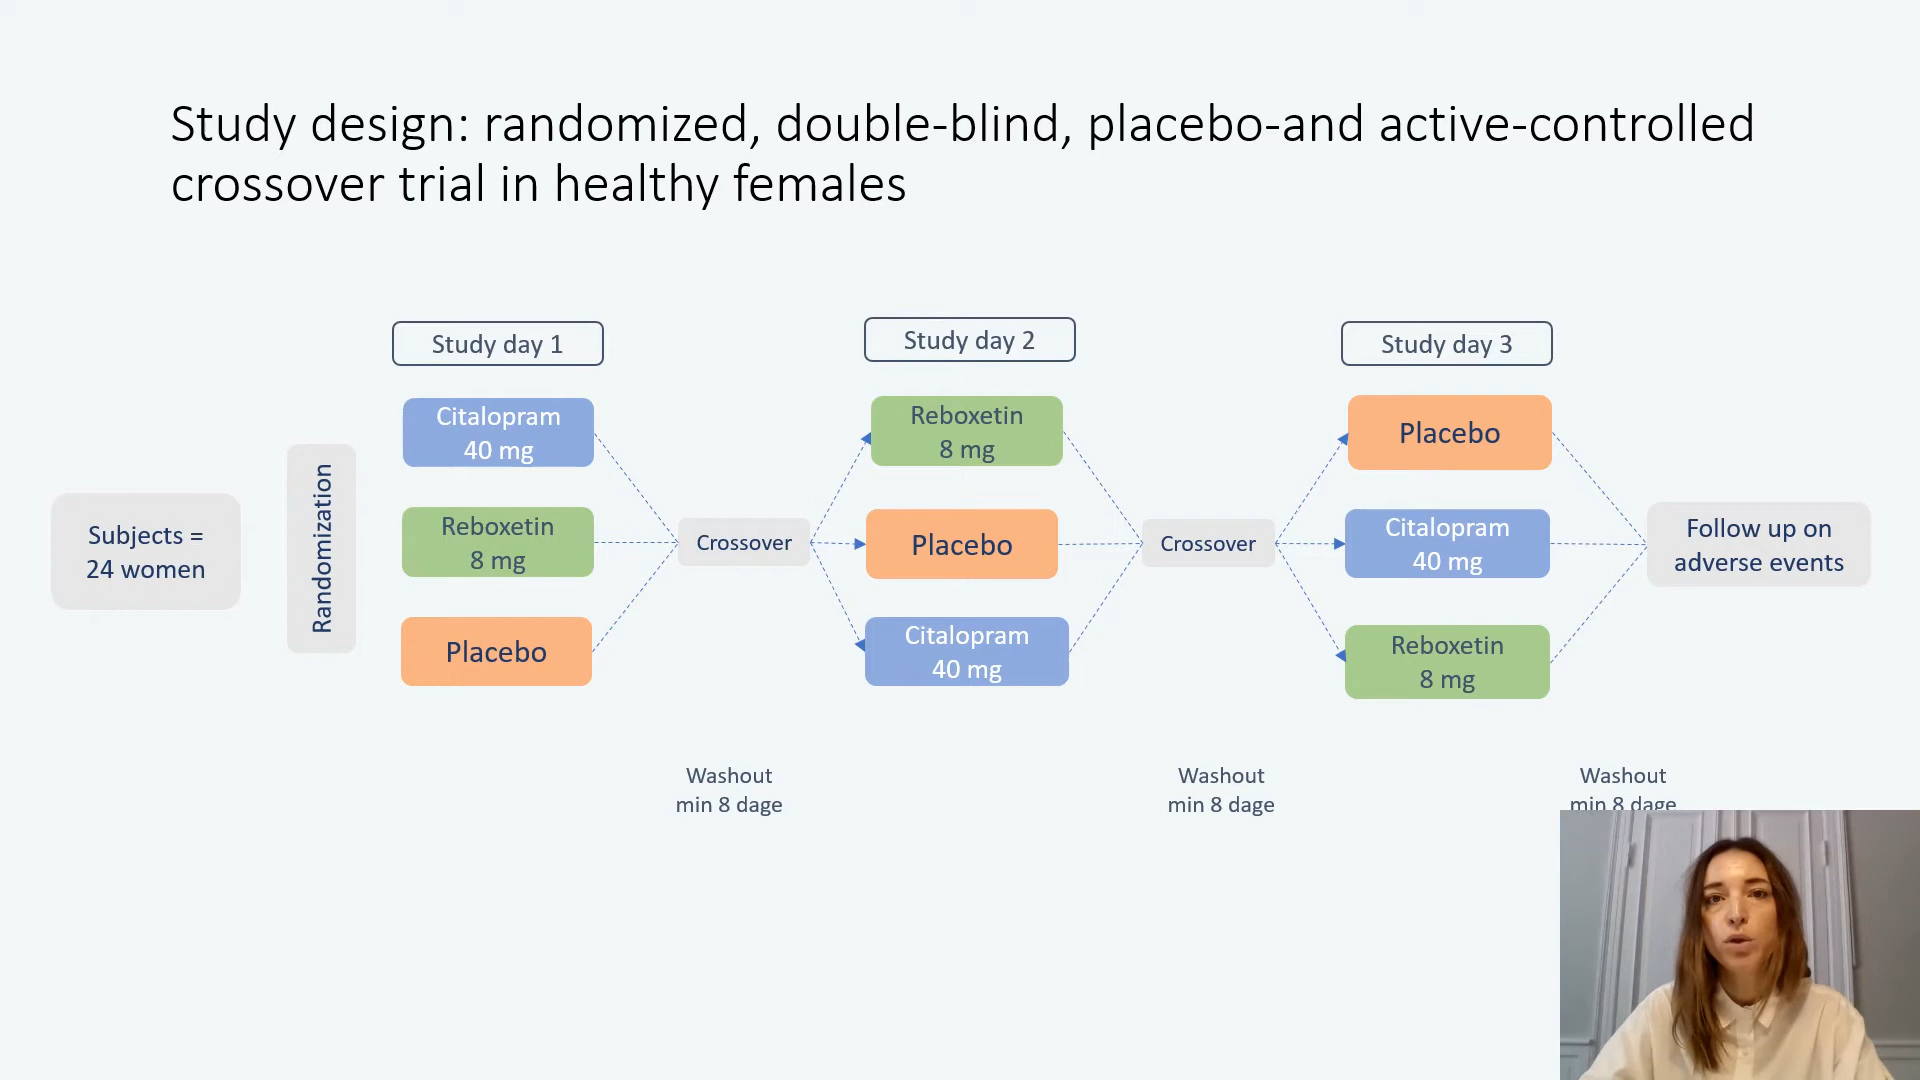 Study design: randomized, double-blind, placebo-and active-controlled
crossover trial in healthy females
Subjects =
24 women
Randomization
Study day 1
Citalopram
40 mg
Reboxetin
8 mg
Placebo
Crossover
Study day 2
Reboxetin
8 mg
Placebo
Citalopram
40 mg
Crossover
Study day 3
Placebo
Citalopram
40 mg
Reboxetin
8 mg
Follow up on
adverse events
Washout
min 8 dage
Washout
min 8 dage
Washout
min 8 dage